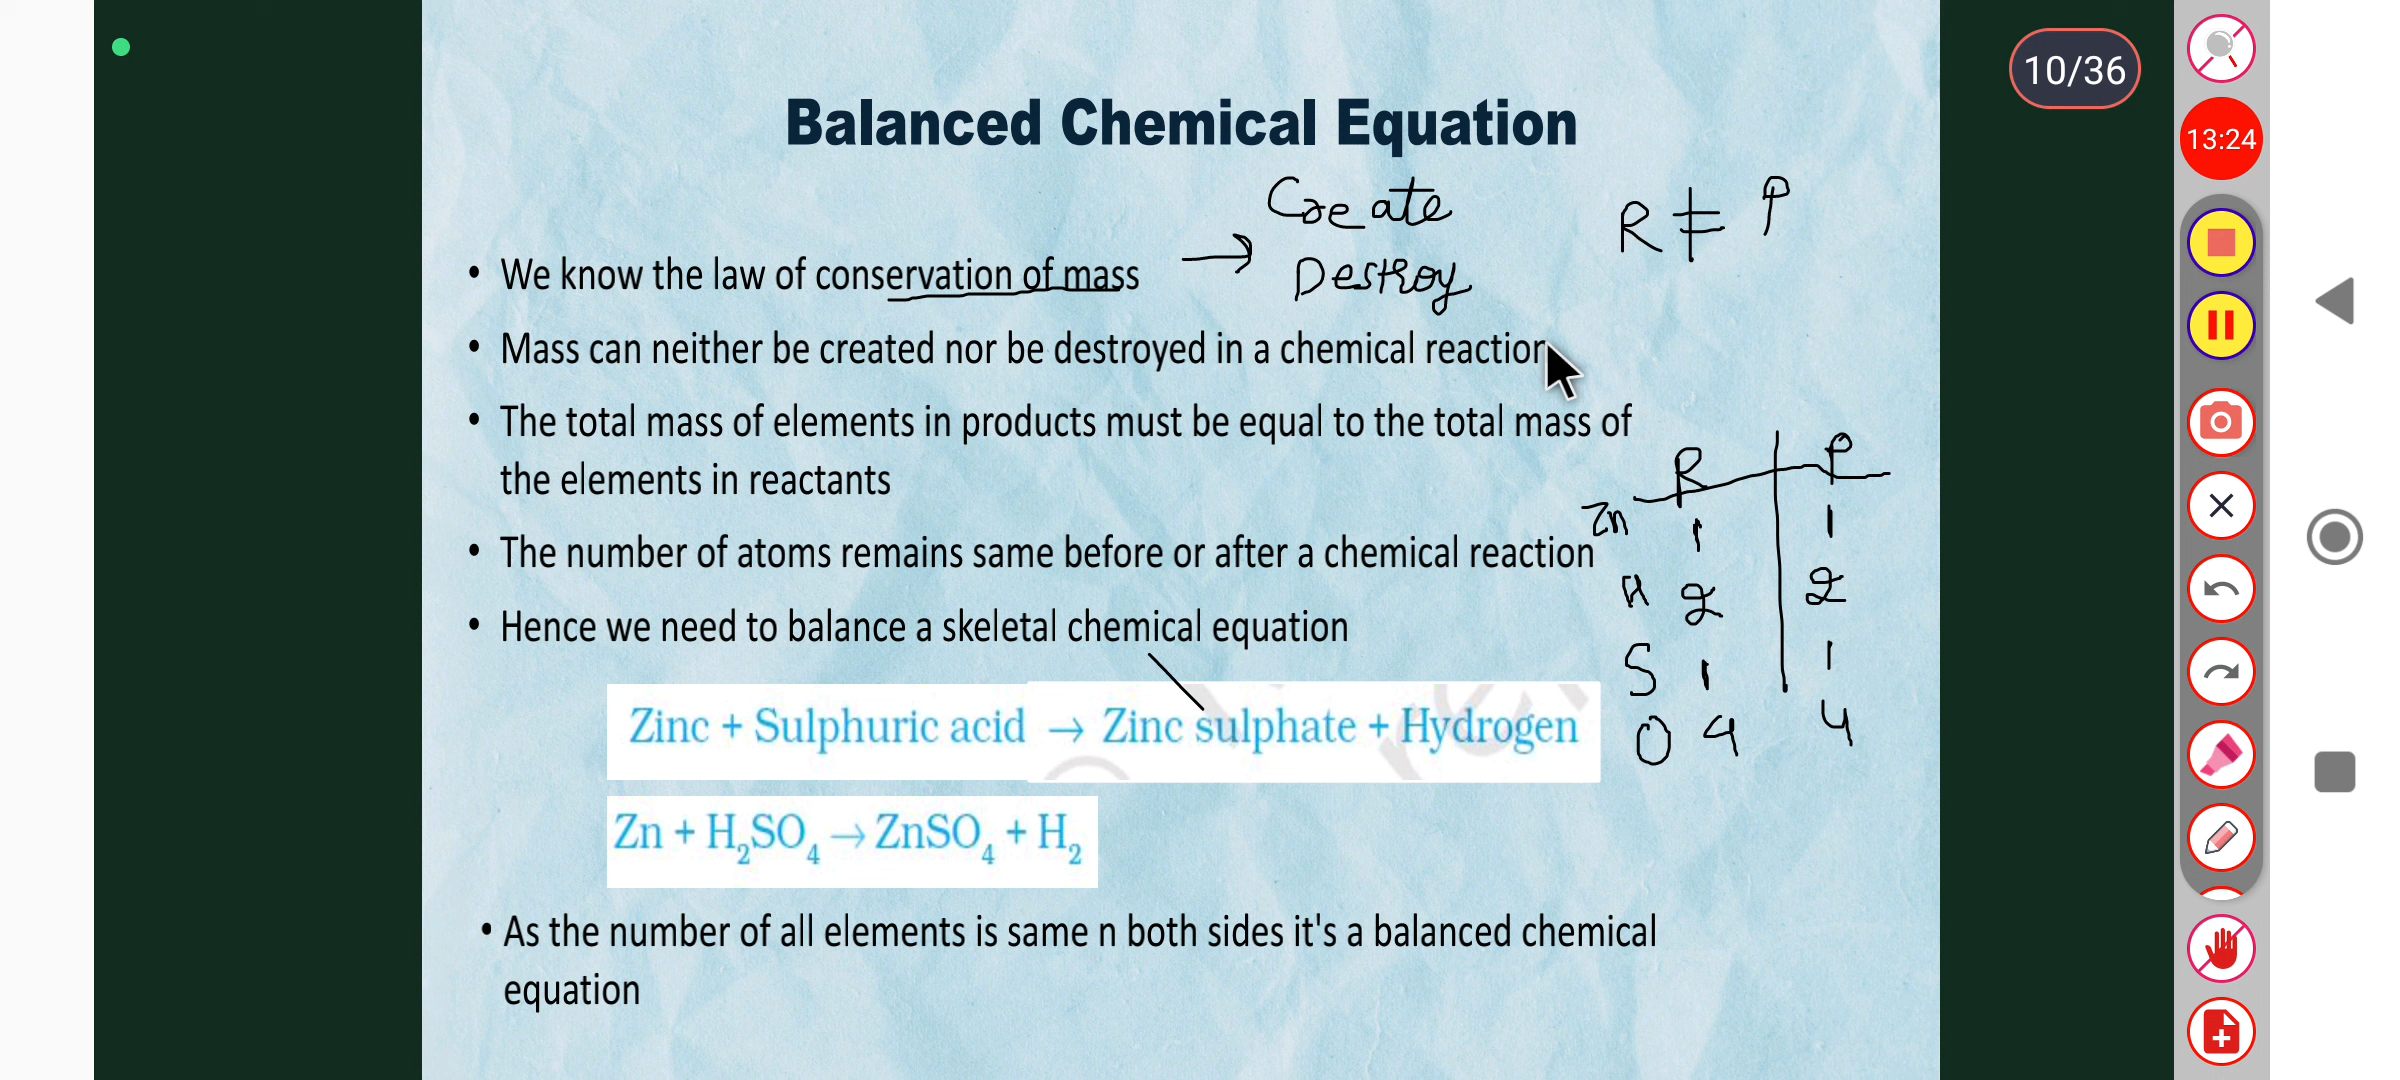 10/36
13:24
Balanced Chemical Equation
Create
R ≠ P
• We know the law of conservation of mass
→ Destroy
• Mass can neither be created nor be destroyed in a chemical reaction
• The total mass of elements in products must be equal to the total mass of
the elements in reactants
• The number of atoms remains same before or after a chemical reaction
• Hence we need to balance a skeletal chemical equation
R P
Zn 1 1
H 2 2
S 1 1
O 4 4
Zinc + Sulphuric acid → Zinc sulphate + Hydrogen
Zn + H₂SO₄ → ZnSO₄ + H₂
• As the number of all elements is same n both sides it's a balanced chemical
equation